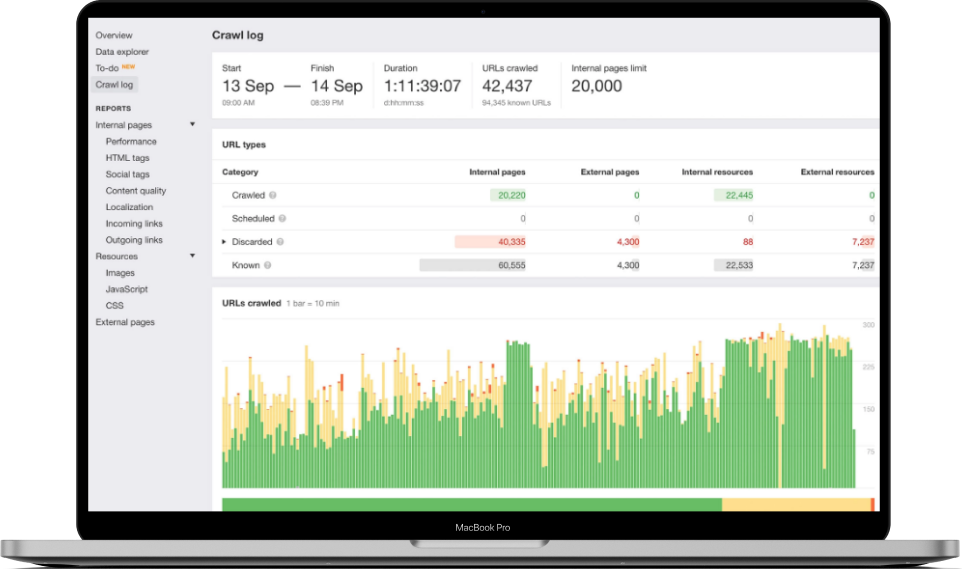 Overview
Data explorer
To-do NEW
Crawl log
REPORTS
Internal pages
Performance
HTML tags
Social tags
Content quality
Localization
Incoming links
Outgoing links
Resources
Images
JavaScript
CSS
External pages
Crawl log
Start Finish Duration URLs crawled Internal pages limit
13 Sep — 14 Sep 1:11:39:07 42,437 20,000
09:00 AM 08:39 PM d:hh:mm:ss 94,345 known URLs
URL types
Category Internal pages External pages Internal resources External resources
Crawled 20,220 0 22,445 0
Scheduled 0 0 0 0
Discarded 40,335 4,300 88 7,237
Known 60,555 4,300 22,533 7,237
URLs crawled 1 bar = 10 min
300
225
150
75
MacBook Pro